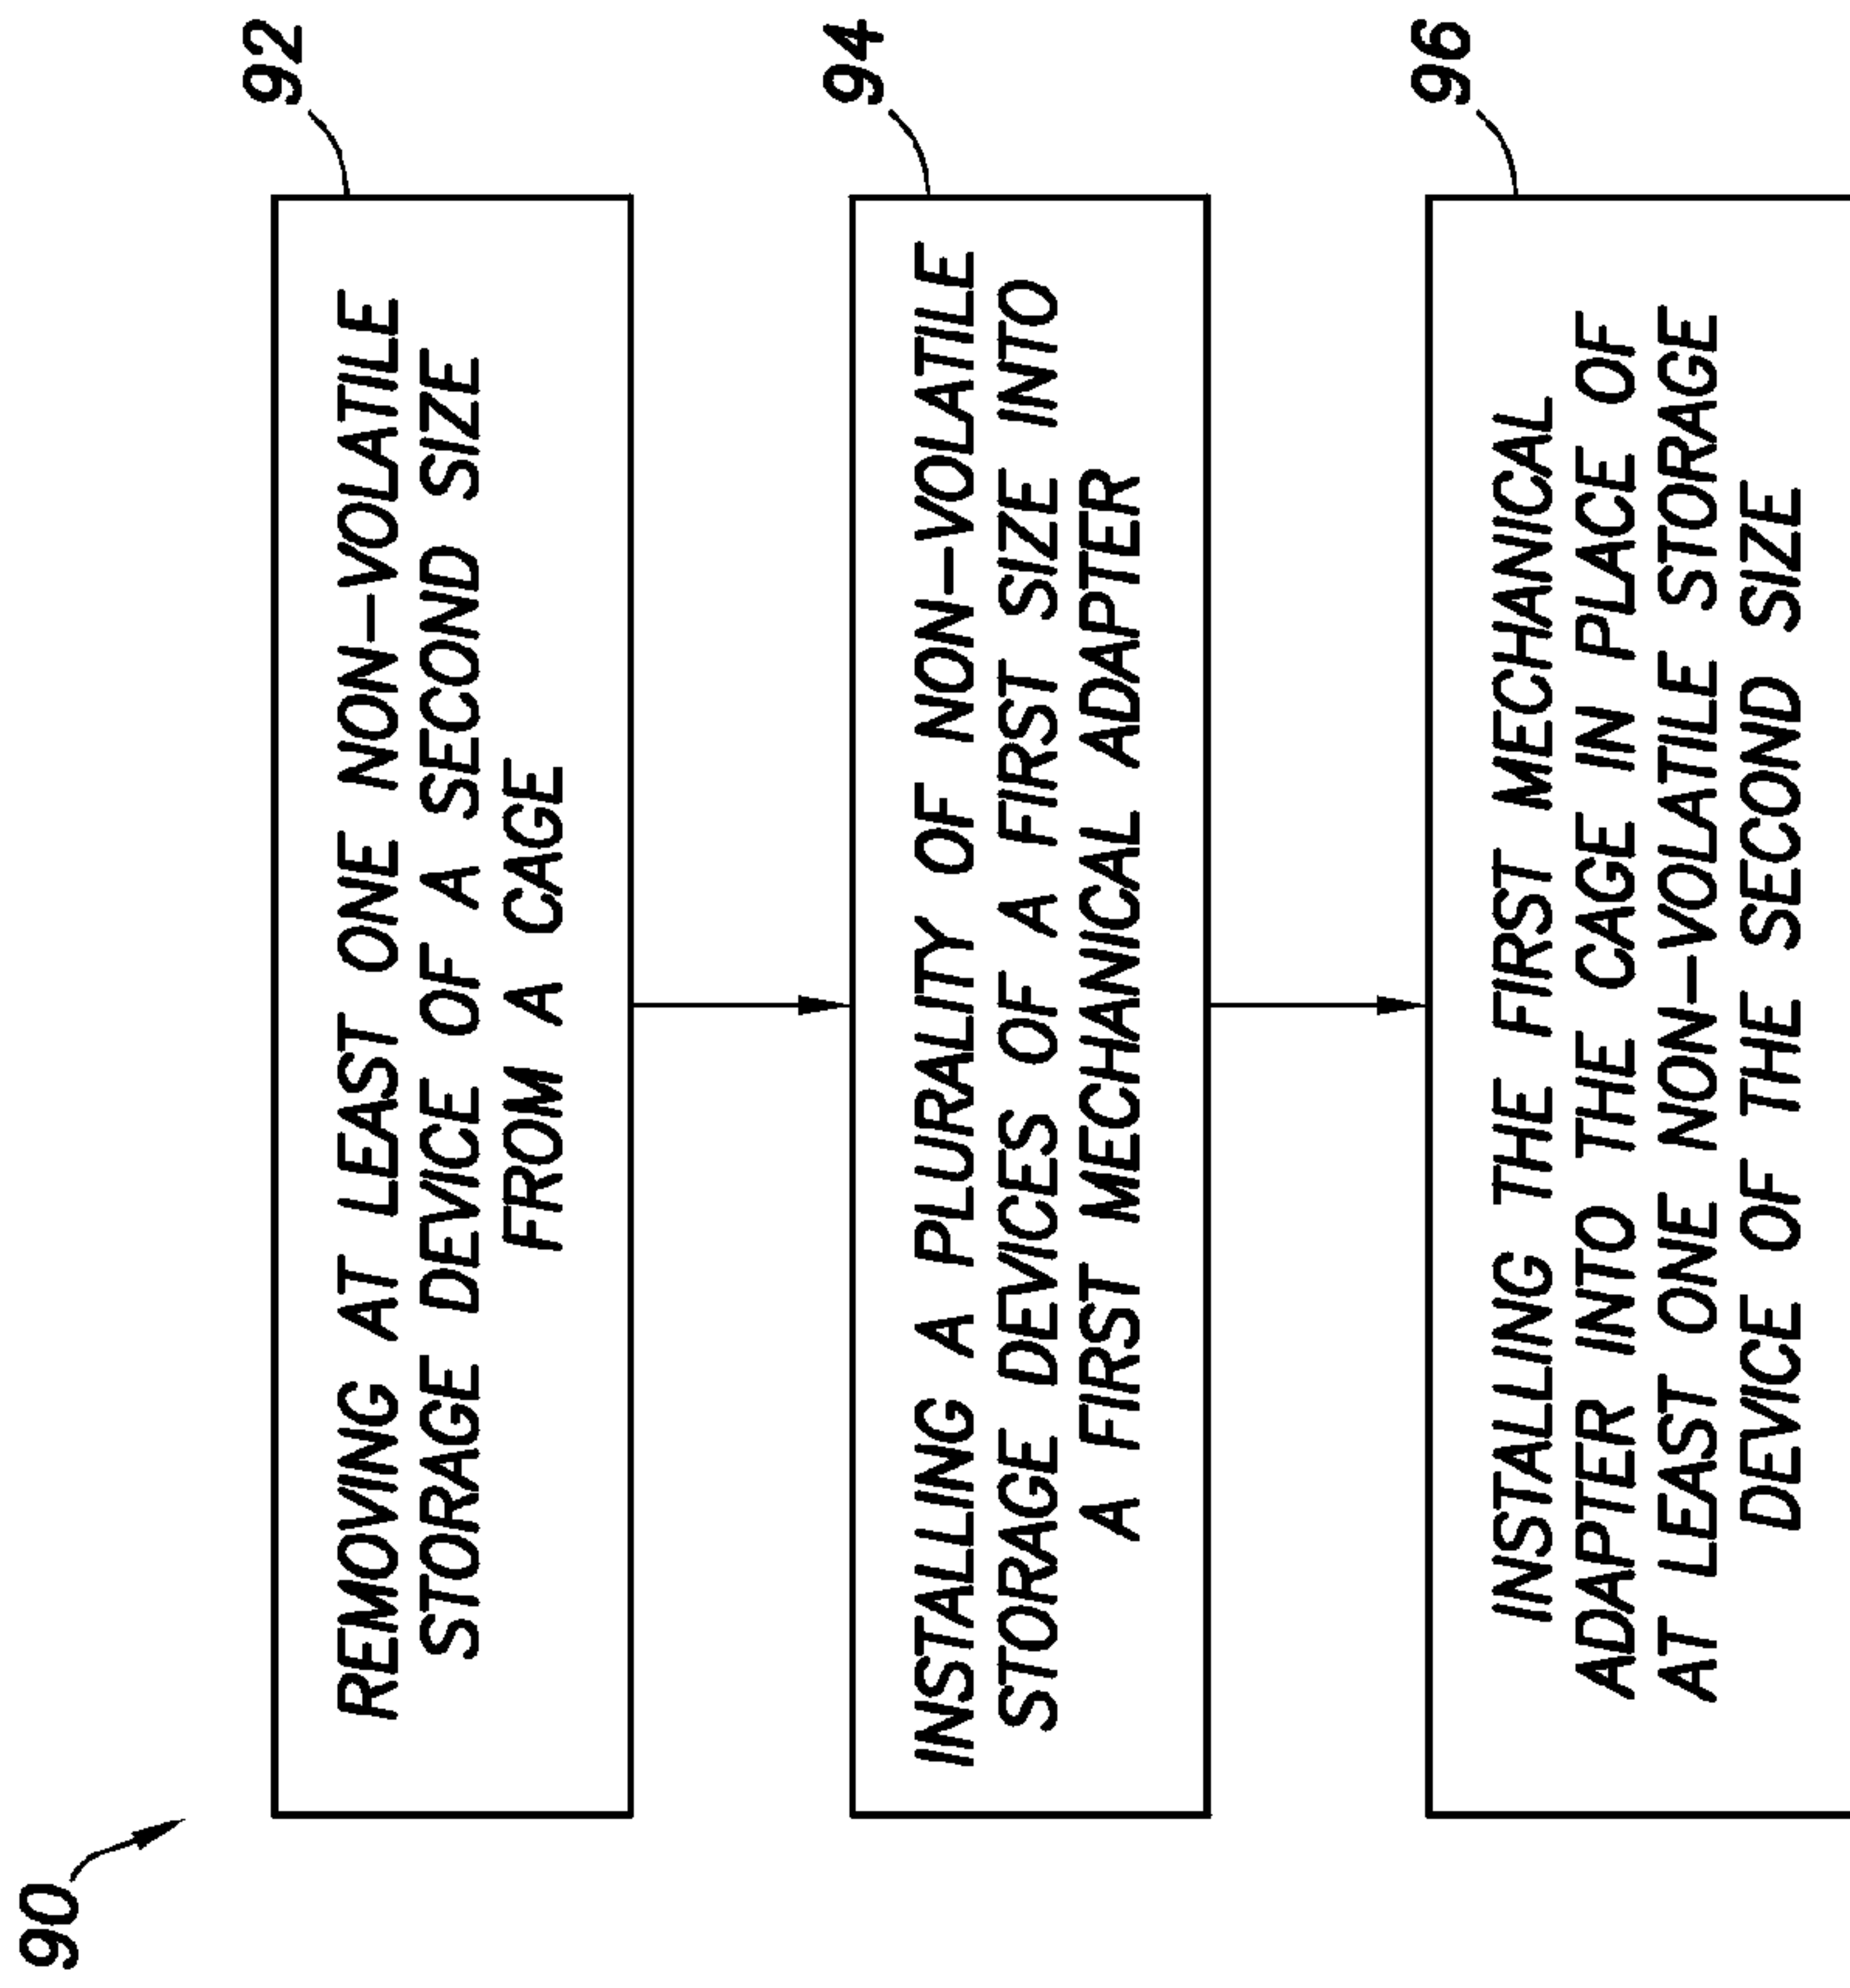 90
92
REMOVING AT LEAST ONE NON-VOLATILE
STORAGE DEVICE OF A SECOND SIZE
FROM A CAGE
94
INSTALLING A PLURALITY OF NON-VOLATILE
STORAGE DEVICES OF A FIRST SIZE INTO
A FIRST MECHANICAL ADAPTER
96
INSTALLING THE FIRST MECHANICAL
ADAPTER INTO THE CAGE IN PLACE OF
AT LEAST ONE NON-VOLATILE STORAGE
DEVICE OF THE SECOND SIZE